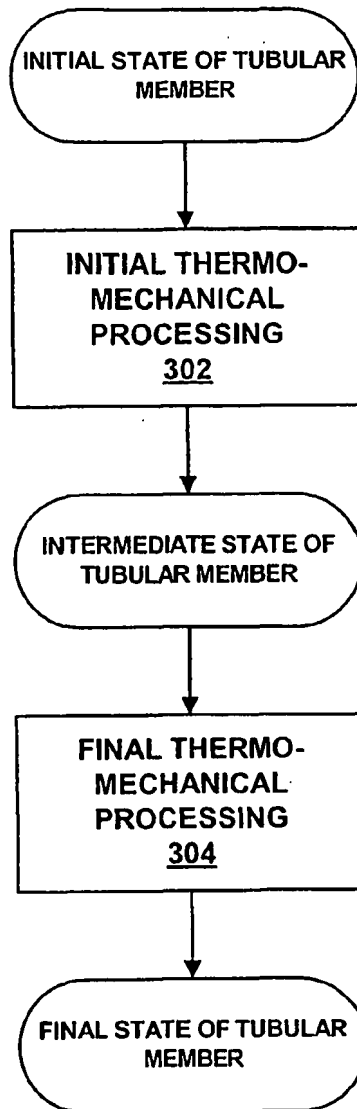 INITIAL STATE OF TUBULAR
MEMBER
INITIAL THERMO-
MECHANICAL
PROCESSING
302
INTERMEDIATE STATE OF
TUBULAR MEMBER
FINAL THERMO-
MECHANICAL
PROCESSING
304
FINAL STATE OF TUBULAR
MEMBER